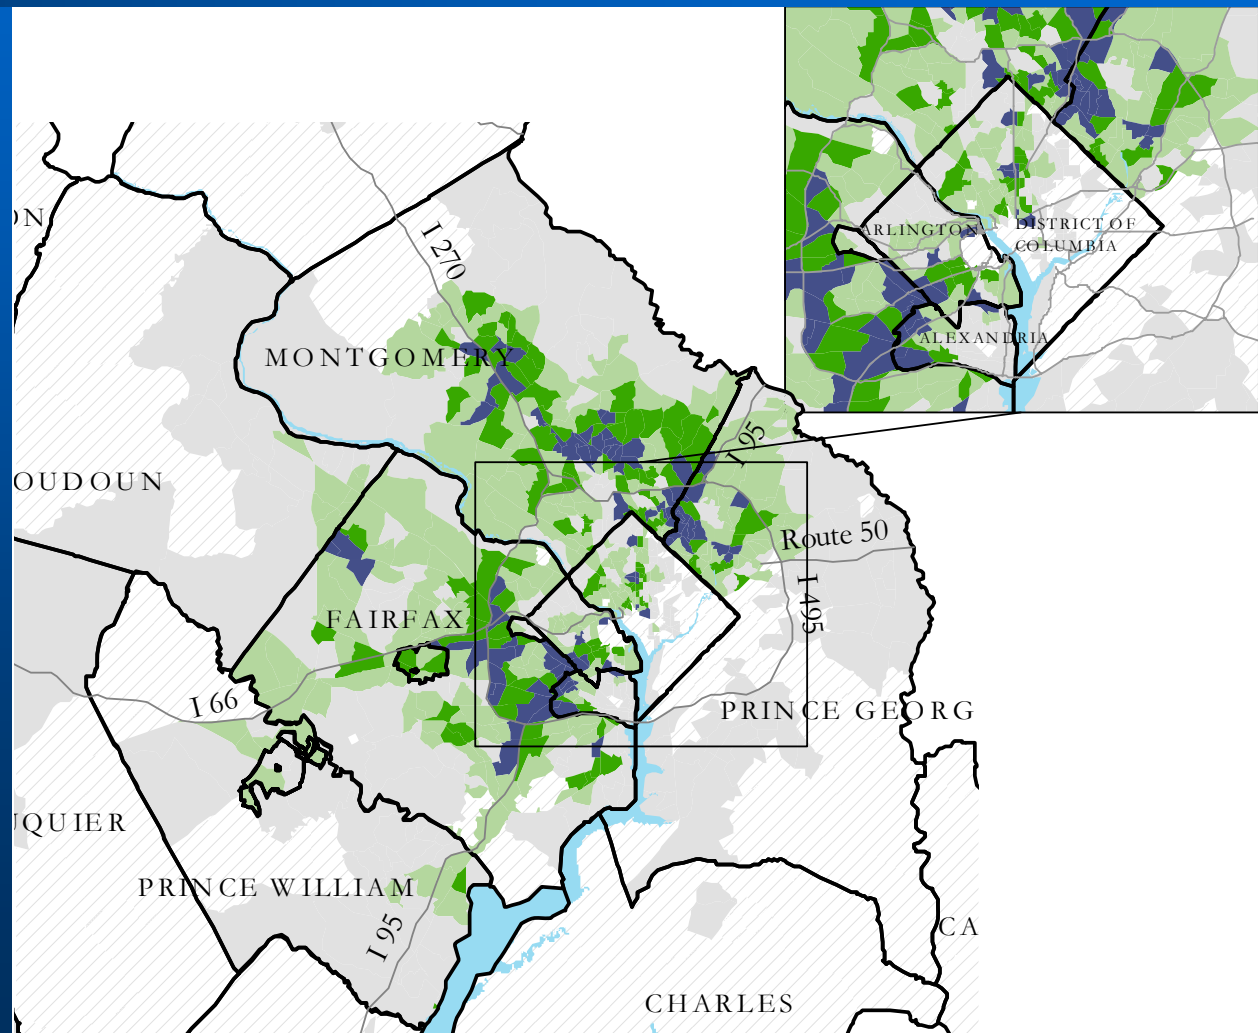 ARLINGTON
DISTRICT OF
COLUMBIA
ALEXANDRIA
ON
I 270
MONTGOMERY
I 95
OUDOUN
Route 50
I 495
FAIRFAX
I 66
PRINCE GEORG
UQUIER
PRINCE WILLIAM
I 95
CA
CHARLES